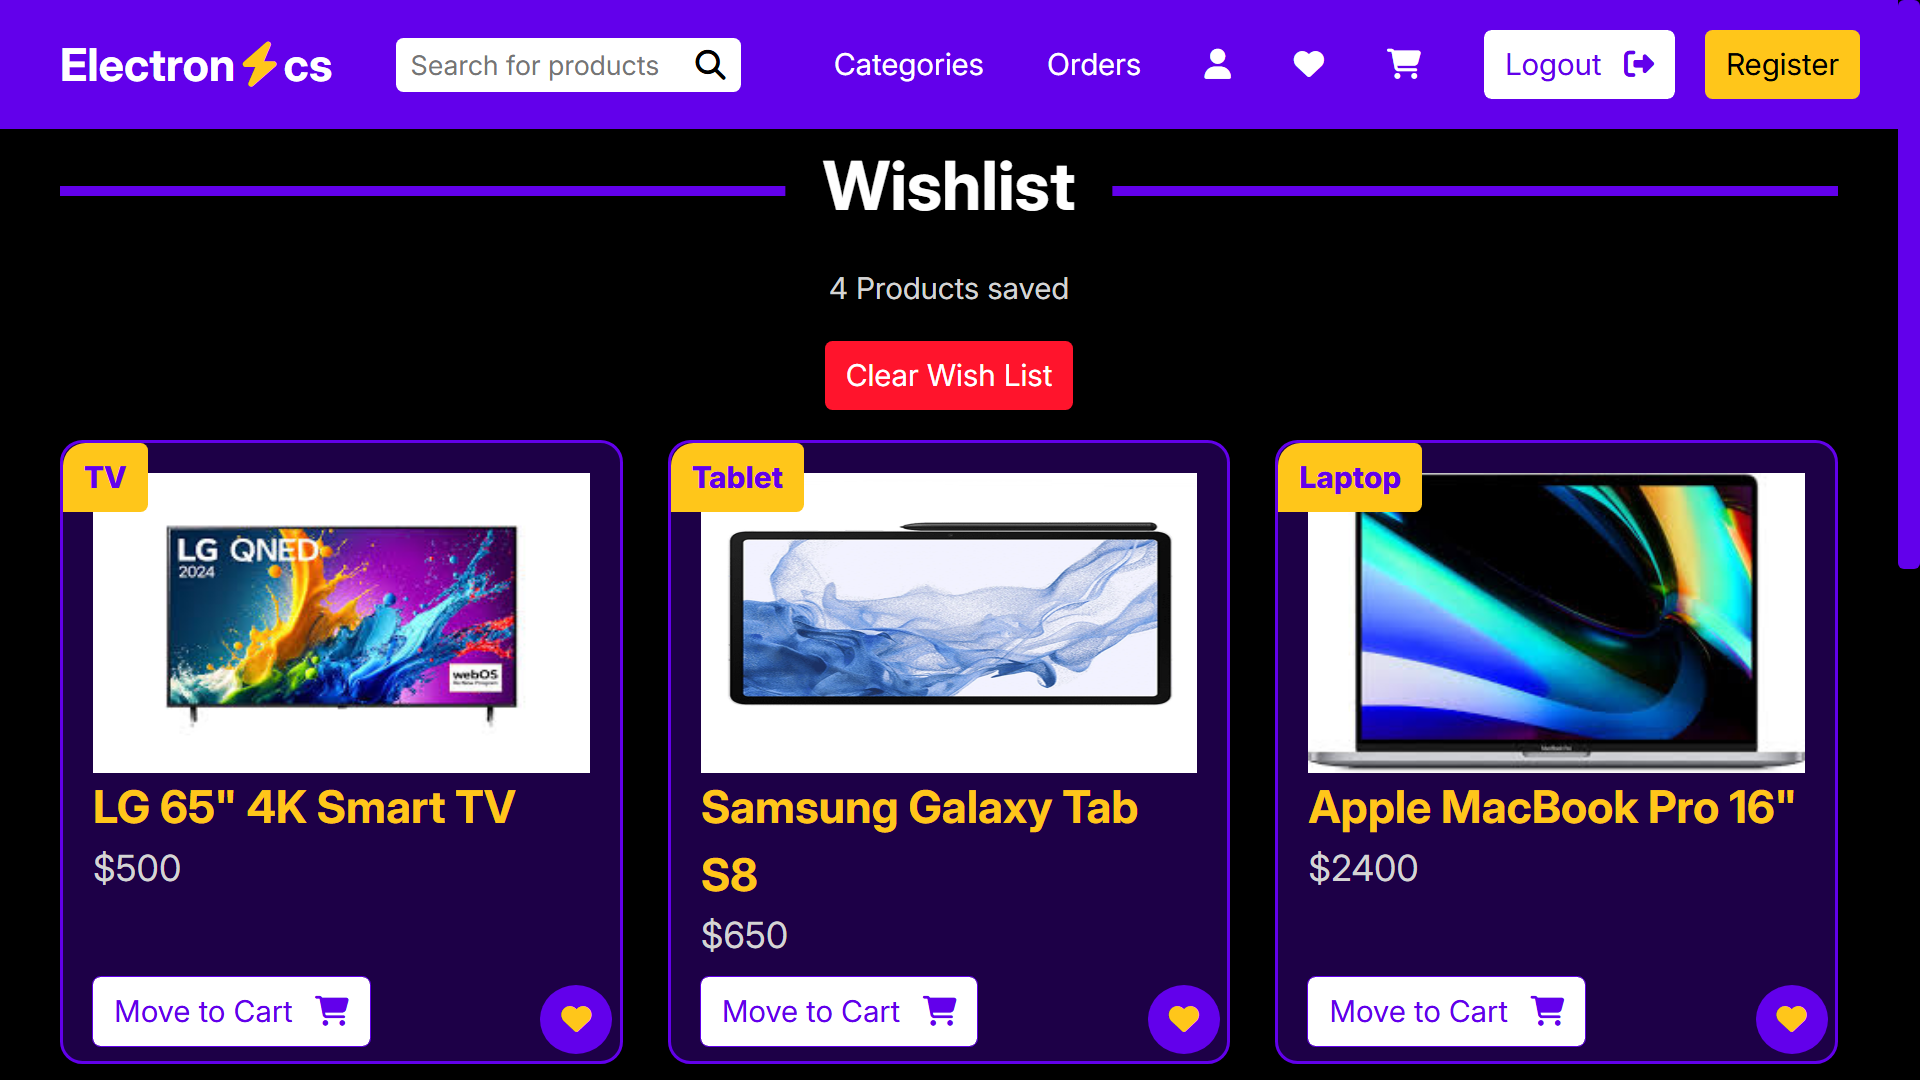 Electron cs
Search for products
Categories
Orders
Logout
Register
Wishlist
4 Products saved
Clear Wish List
TV
LG QNED
2024
webOS
LG 65" 4K Smart TV
$500
Move to Cart
Tablet
Samsung Galaxy Tab
S8
$650
Move to Cart
Laptop
MacBook Pro
Apple MacBook Pro 16"
$2400
Move to Cart